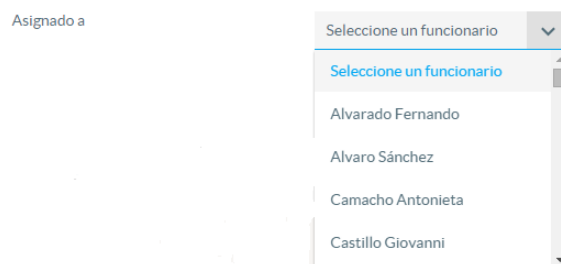 Asignado a
Seleccione un funcionario
Seleccione un funcionario
Alvarado Fernando
Alvaro Sánchez
Camacho Antonieta
Castillo Giovanni